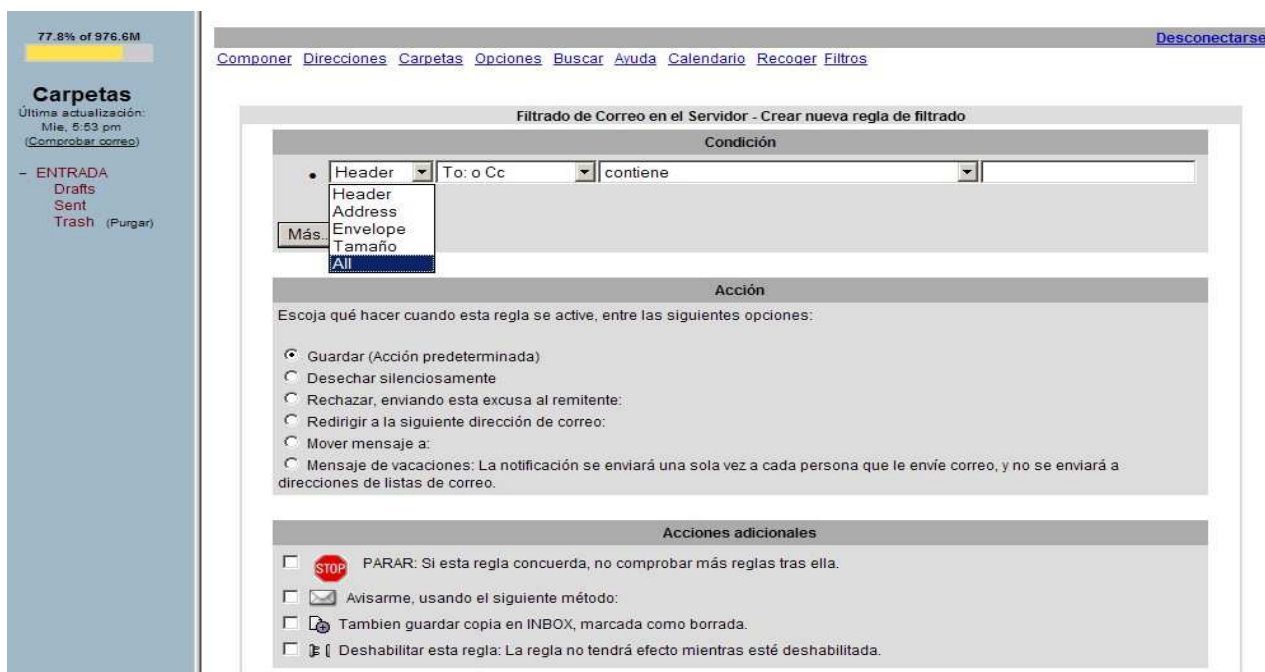 77.8% of 976.6M
Desconectarse
Componer Direcciones Carpetas Opciones Buscar Ayuda Calendario Recoger Filtros
Carpetas
Última actualización:
Mie, 5:53 pm
(Comprobar correo)
– ENTRADA
Drafts
Sent
Trash (Purgar)
Filtrado de Correo en el Servidor - Crear nueva regla de filtrado
Condición
Header To: o Cc contiene
Header
Address
Envelope
Tamaño
All
Más..
Acción
Escoja qué hacer cuando esta regla se active, entre las siguientes opciones:
Guardar (Acción predeterminada)
Desechar silenciosamente
Rechazar, enviando esta excusa al remitente:
Redirigir a la siguiente dirección de correo:
Mover mensaje a:
Mensaje de vacaciones: La notificación se enviará una sola vez a cada persona que le envíe correo, y no se enviará a
direcciones de listas de correo.
Acciones adicionales
STOP PARAR: Si esta regla concuerda, no comprobar más reglas tras ella.
Avisarme, usando el siguiente método:
Tambien guardar copia en INBOX, marcada como borrada.
Deshabilitar esta regla: La regla no tendrá efecto mientras esté deshabilitada.